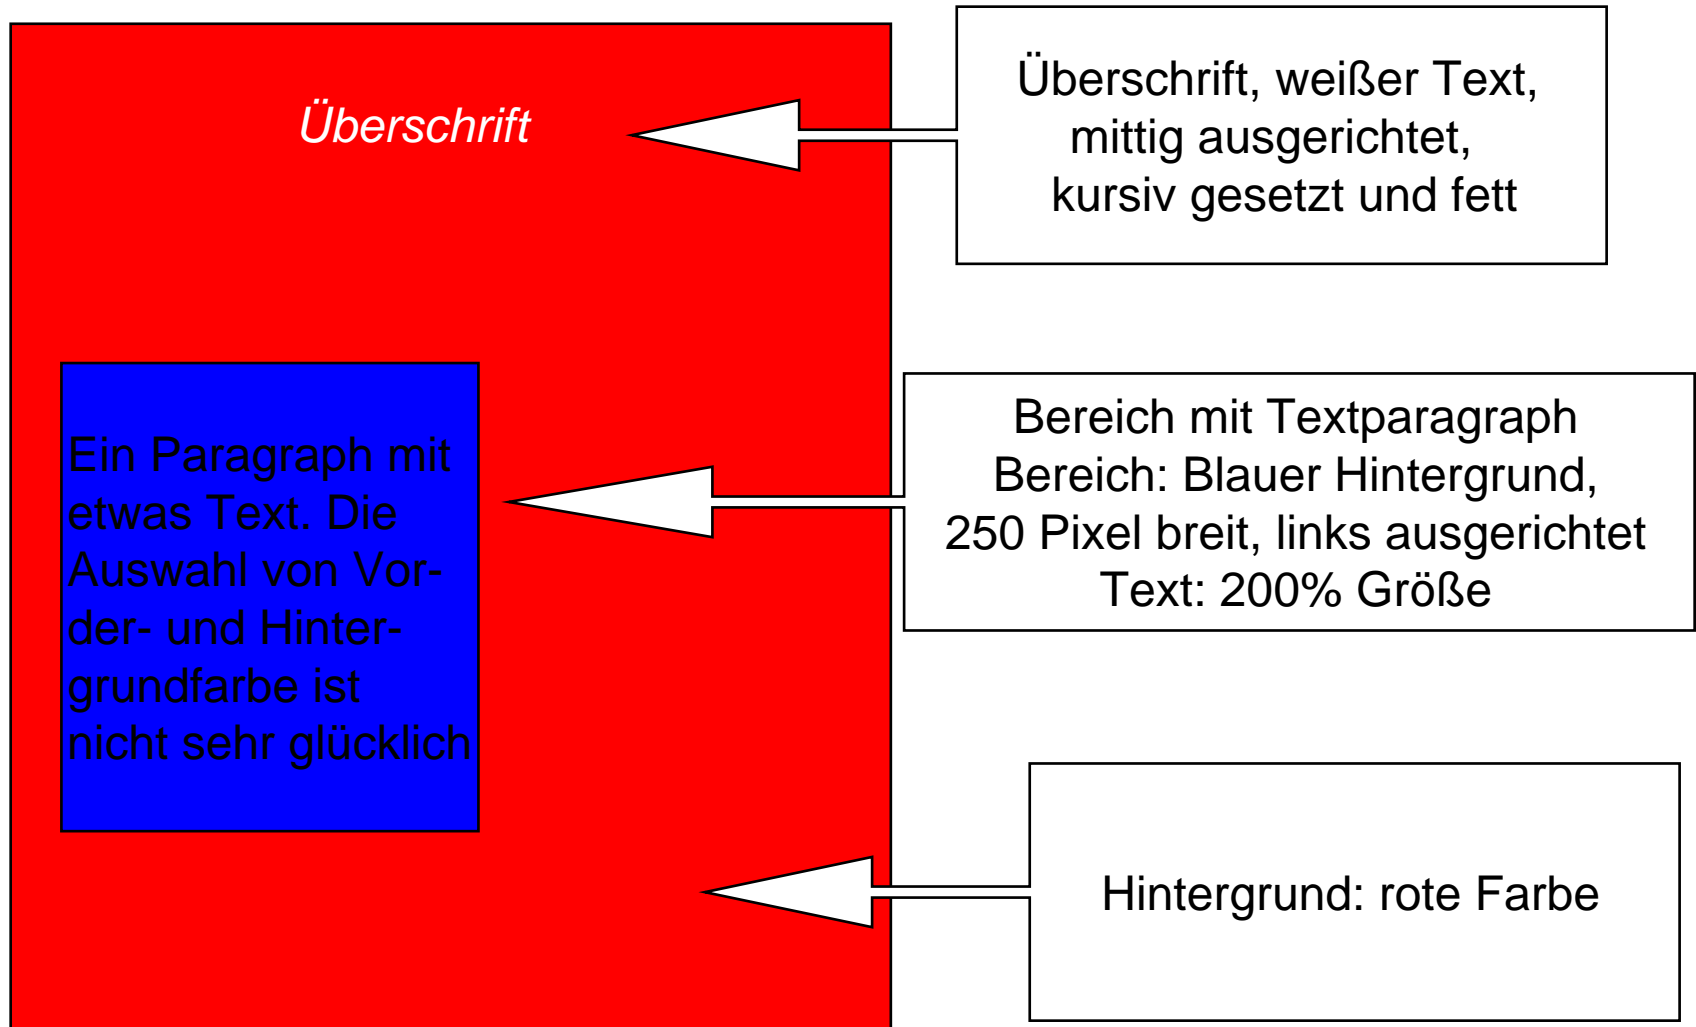 Überschrift
Überschrift, weißer Text,
mittig ausgerichtet,
kursiv gesetzt und fett
Ein Paragraph mit
etwas Text. Die
Auswahl von Vor-
der- und Hinter-
grundfarbe ist
nicht sehr glücklich
Bereich mit Textparagraph
Bereich: Blauer Hintergrund,
250 Pixel breit, links ausgerichtet
Text: 200% Größe
Hintergrund: rote Farbe